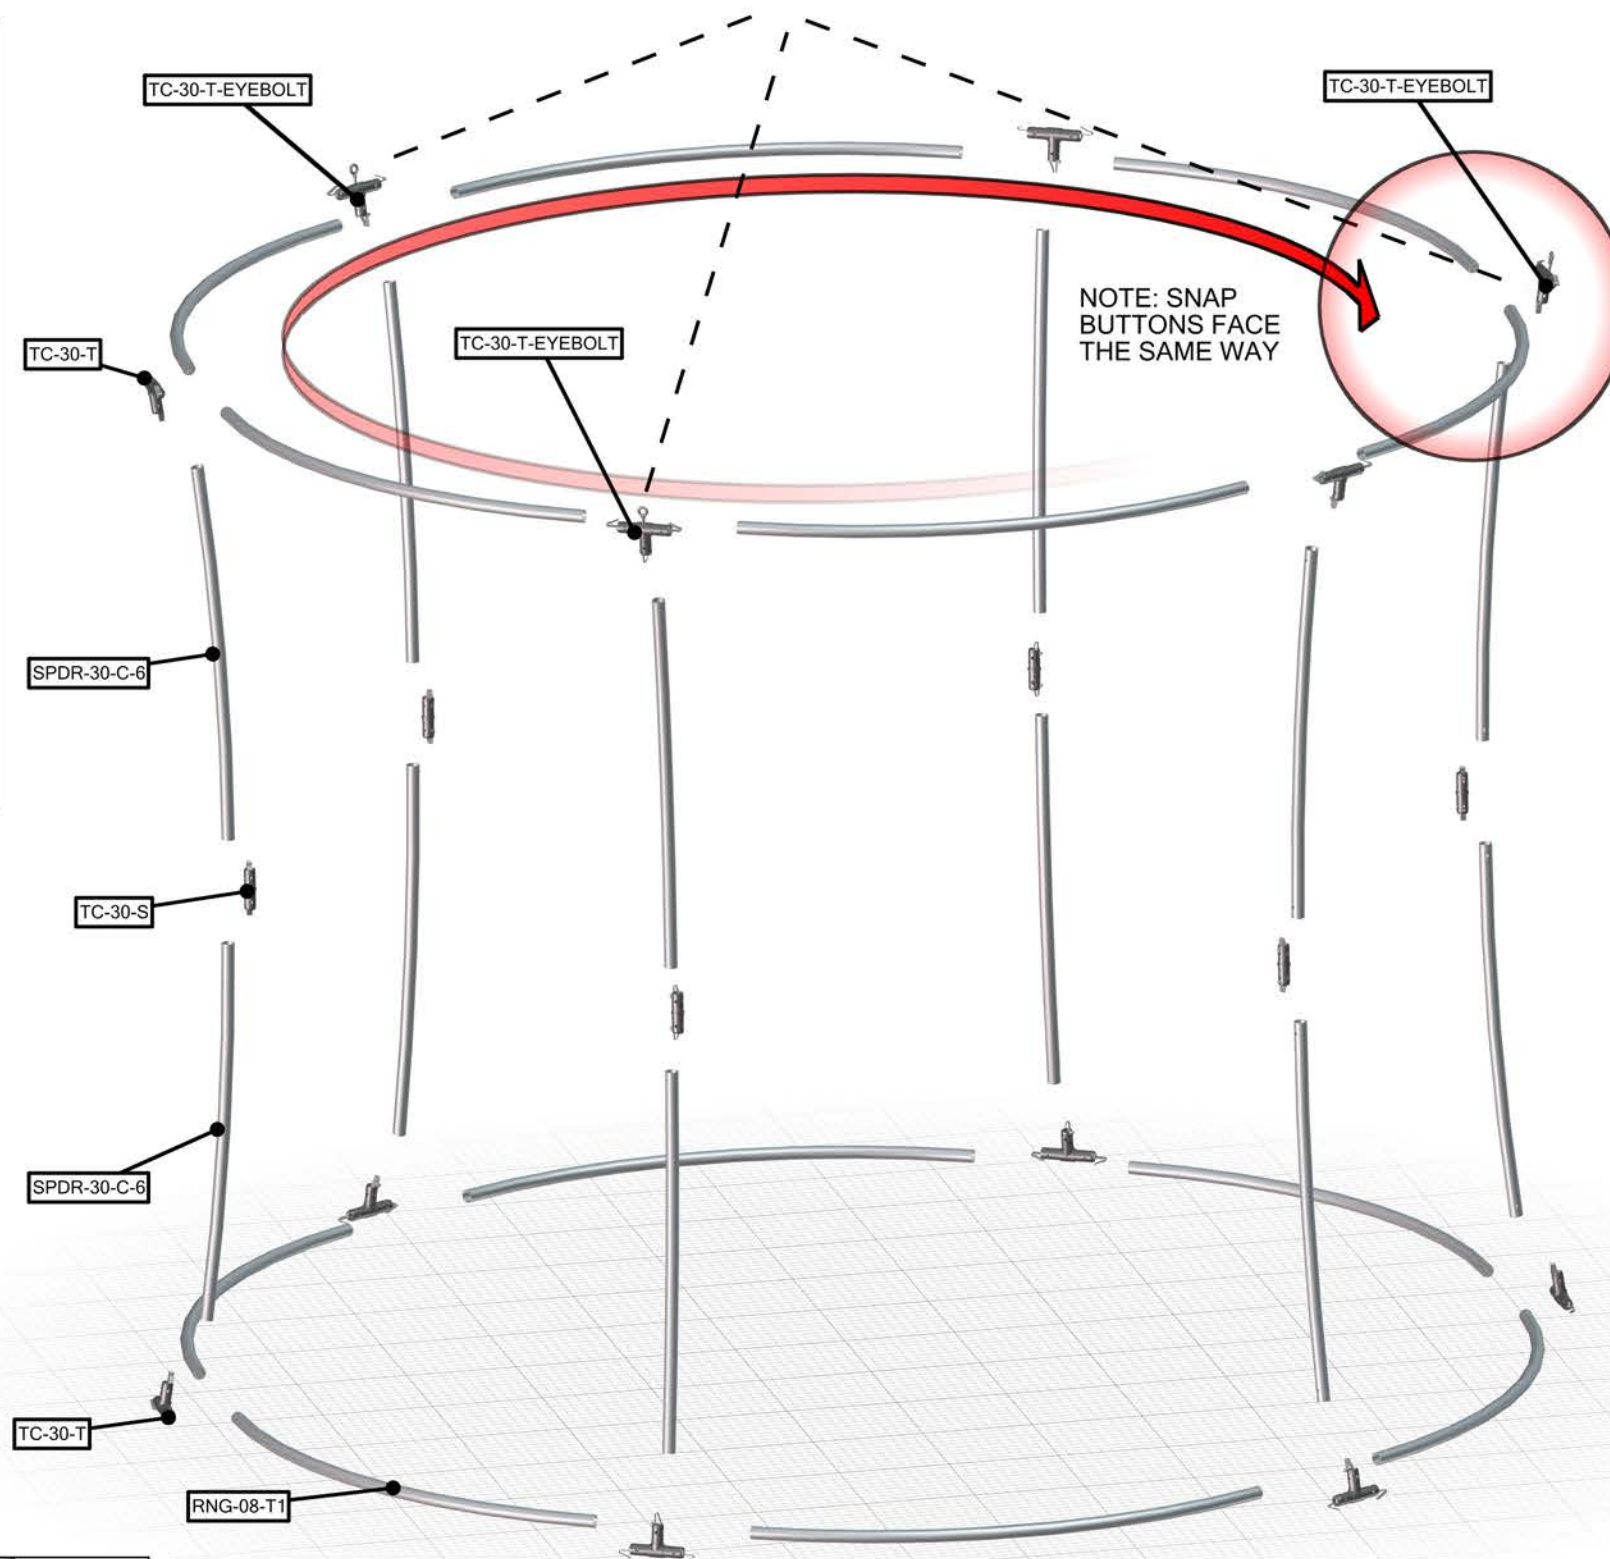 TC-30-T-EYEBOLT
TC-30-T-EYEBOLT
NOTE: SNAP
BUTTONS FACE
THE SAME WAY
TC-30-T-EYEBOLT
TC-30-T
SPDR-30-C-6
TC-30-S
SPDR-30-C-6
TC-30-T
RNG-08-T1